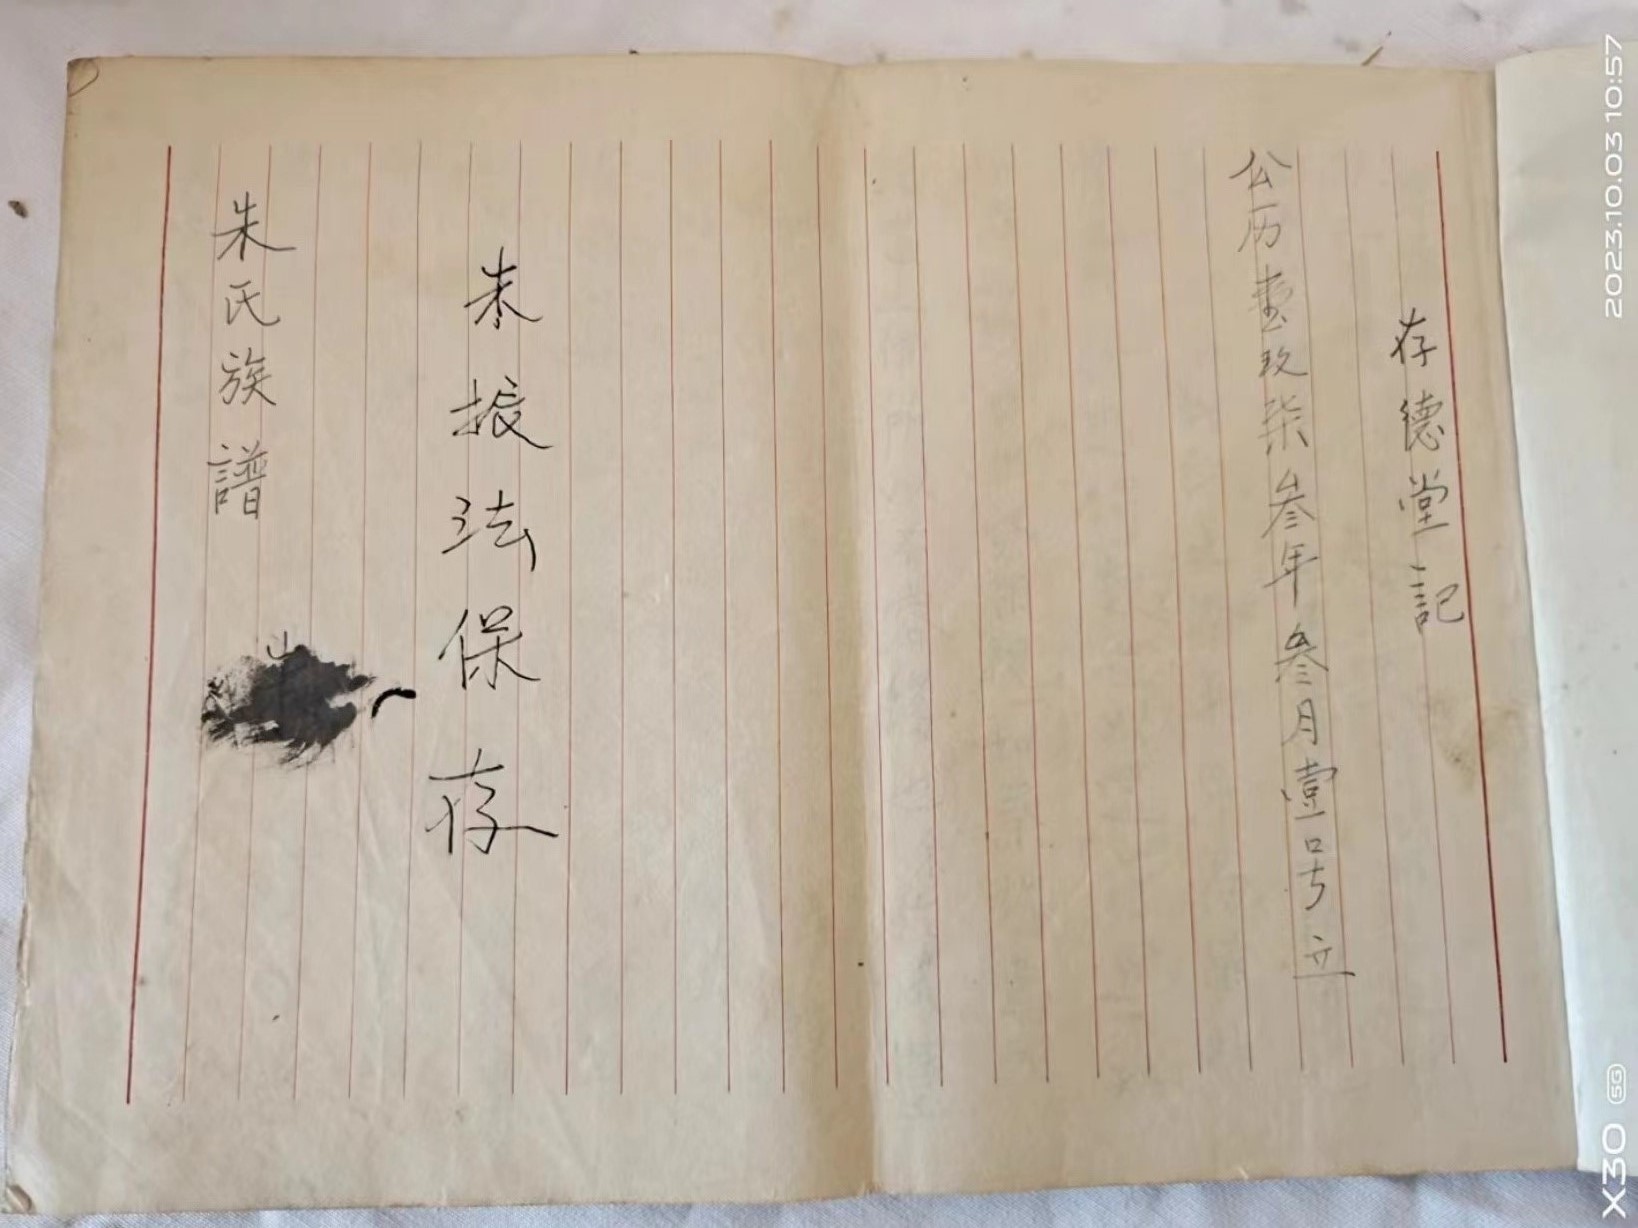 存德堂記
公历壹玖柒叁年叁月壹号立
朱振法保存
朱氏族譜
2023.10.03 10:57
X30 5G